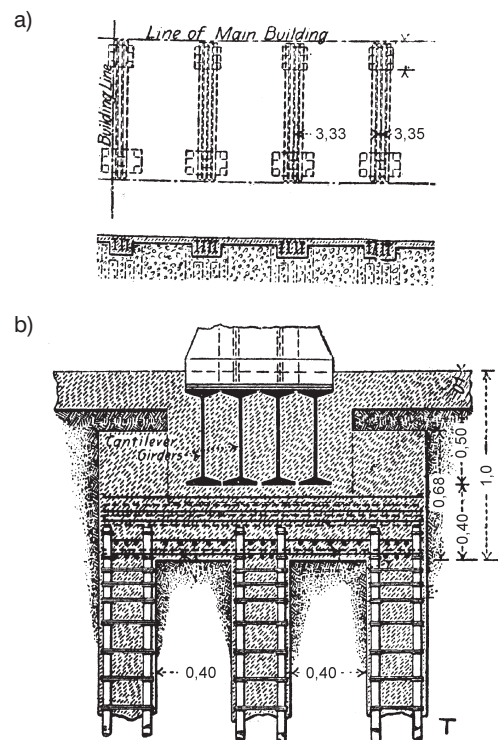 a)
Line of Main Building
Building Line
3,33
3,35
b)
Cantilever
Girders
0,50
0,68
0,40
1,0
0,40
0,40